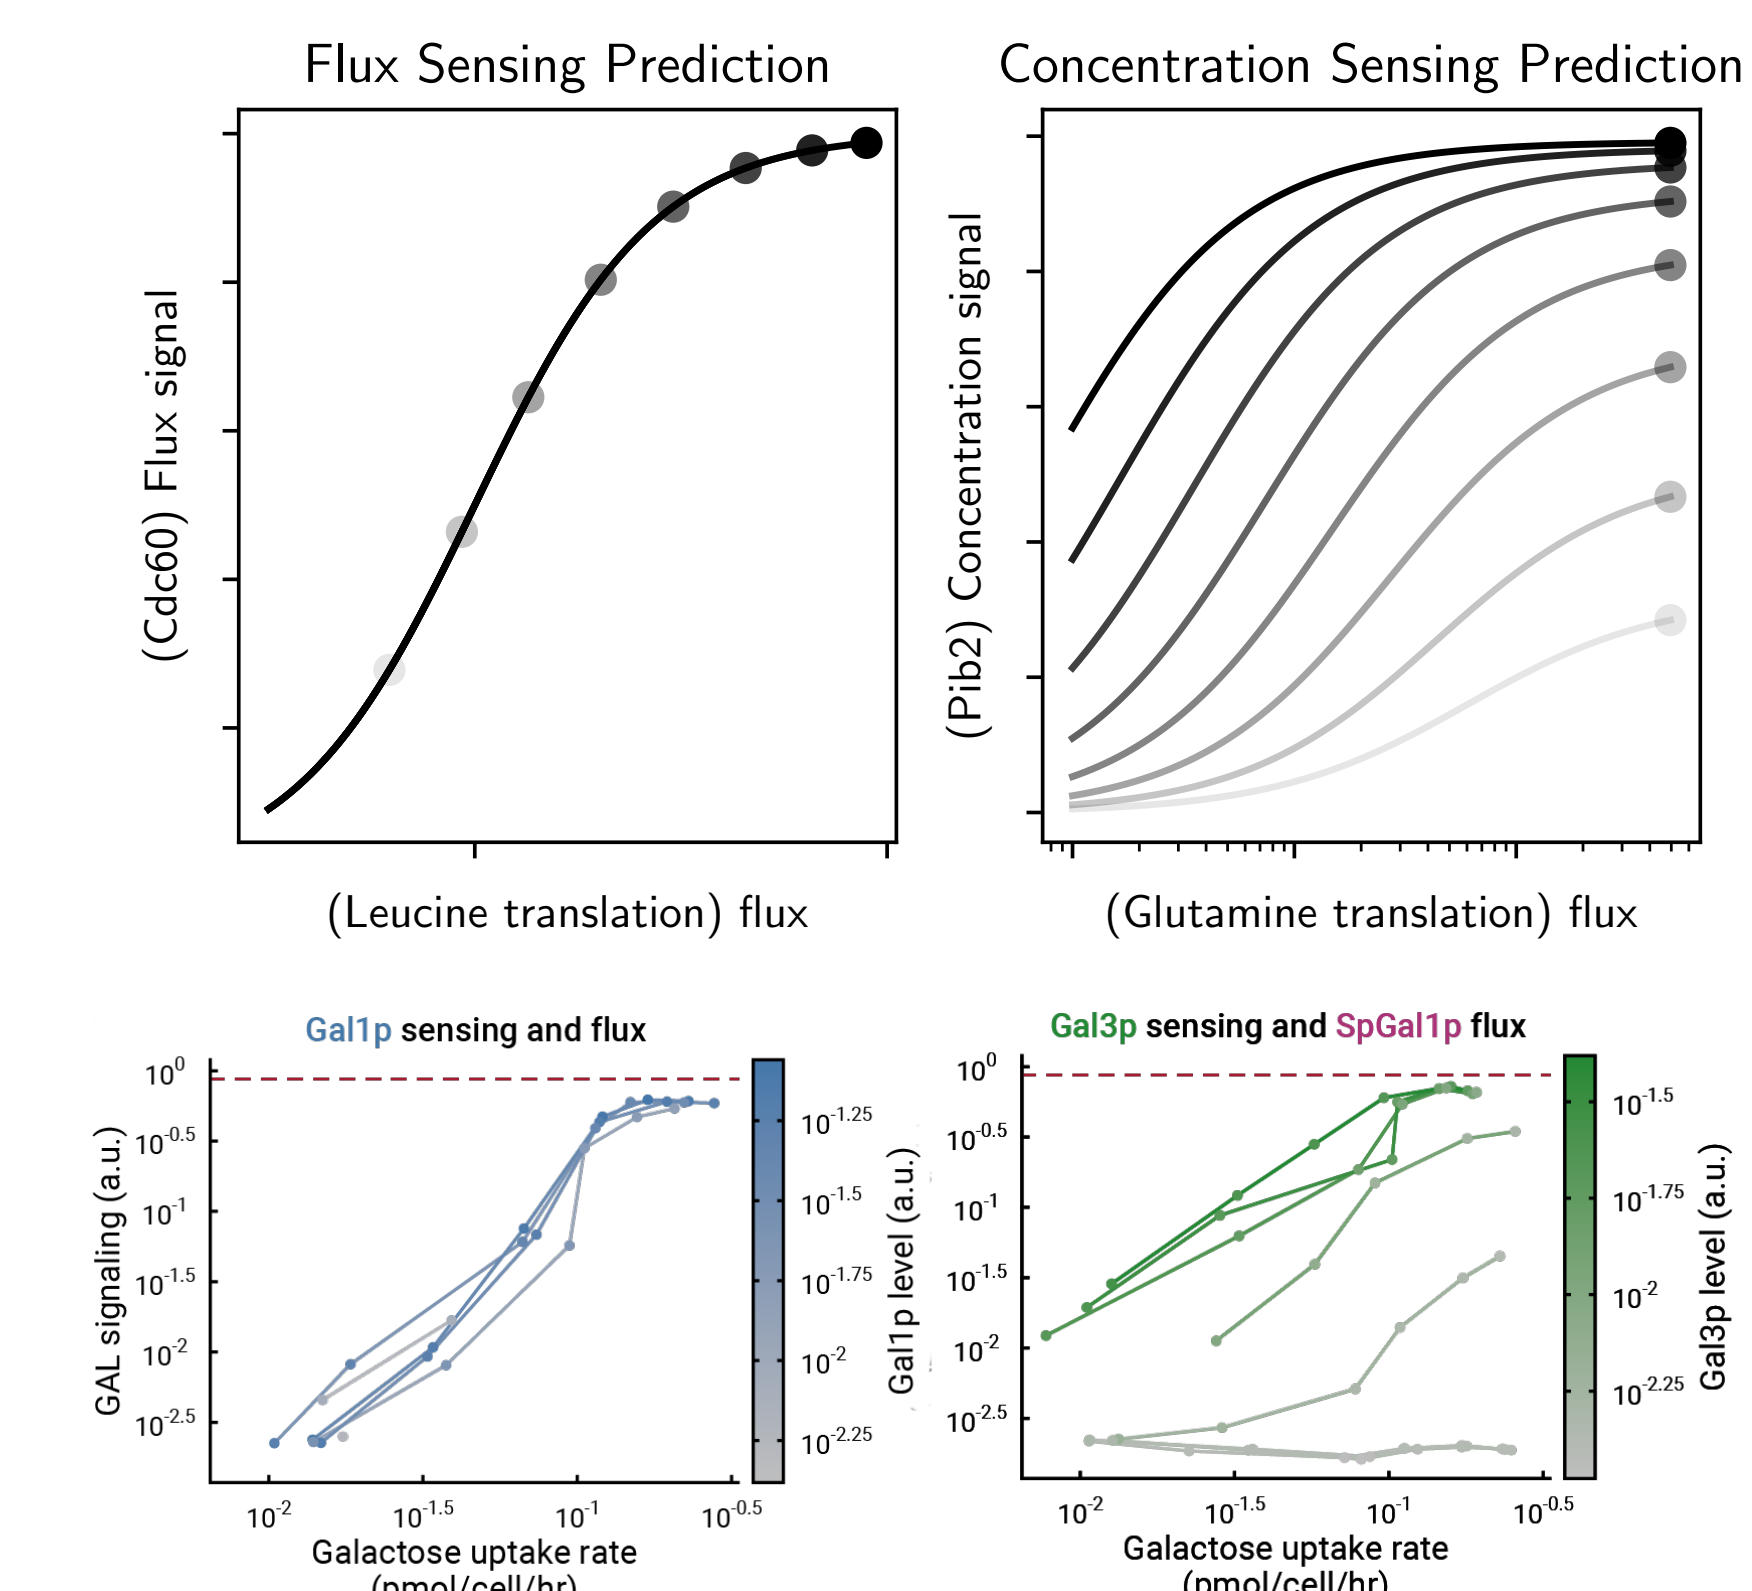 Flux Sensing Prediction
(Cdc60) Flux signal
(Leucine translation) flux
Concentration Sensing Prediction
(Pib2) Concentration signal
(Glutamine translation) flux
Gal1p sensing and flux
GAL signaling (a.u.)
10^0
10^-0.5
10^-1
10^-1.5
10^-2
10^-2.5
10^-2 10^-1.5 10^-1 10^-0.5
Galactose uptake rate
(pmol/cell/hr)
10^-1.25
10^-1.5
10^-1.75
10^-2
10^-2.25
Gal1p level (a.u.)
Gal3p sensing and SpGal1p flux
10^0
10^-0.5
10^-1
10^-1.5
10^-2
10^-2.5
10^-2 10^-1.5 10^-1 10^-0.5
Galactose uptake rate
(pmol/cell/hr)
10^-1.5
10^-1.75
10^-2
10^-2.25
Gal3p level (a.u.)